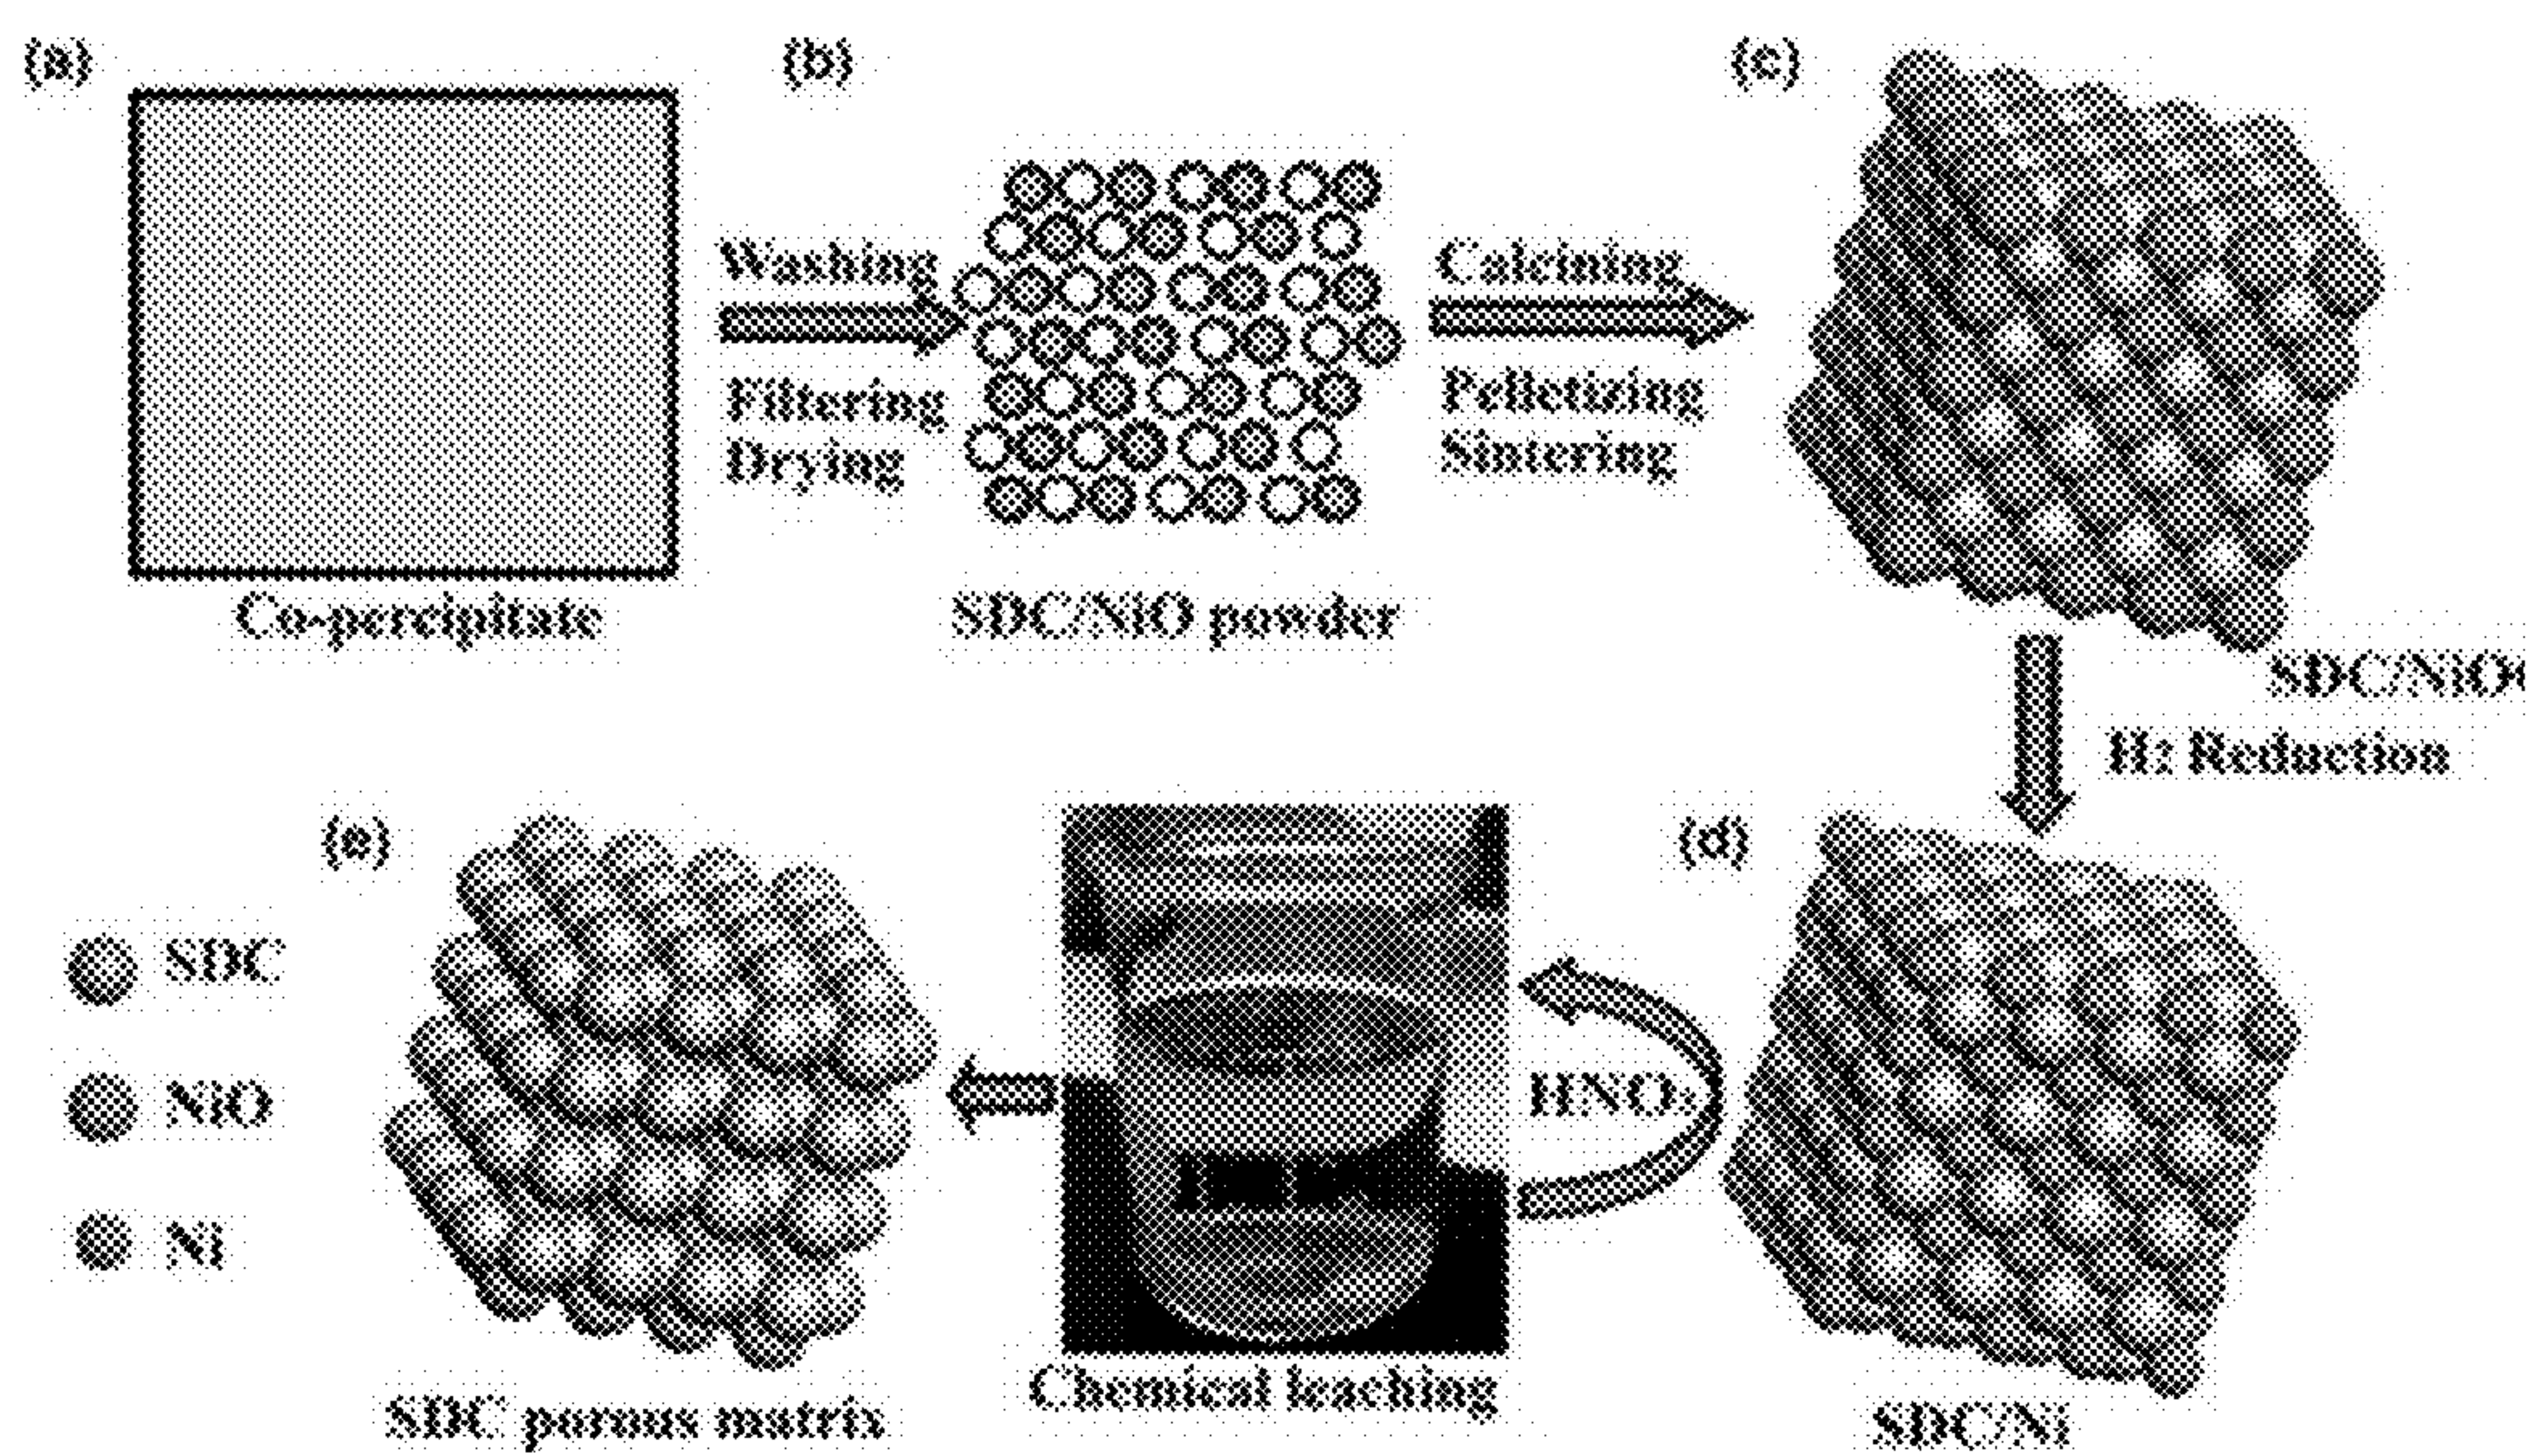 (a)
(b)
(c)
Washing
Filtering
Drying
Calcining
Pelletizing
Sintering
Co-percipitate
SDC/NiO powder
SDC/NiO
H2 Reduction
(e)
(d)
SDC
NiO
Ni
HNO3
Chemical leaching
SDC porous matrix
SDC/Ni